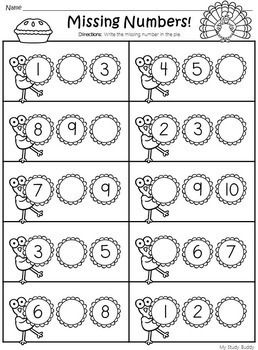 Name
Missing Numbers!
Directions: Write the missing number in the pie.
1 3 4 5
8 9 2 3
7 9 9 10
3 5 6 7
6 8 1 2
My Study Buddy